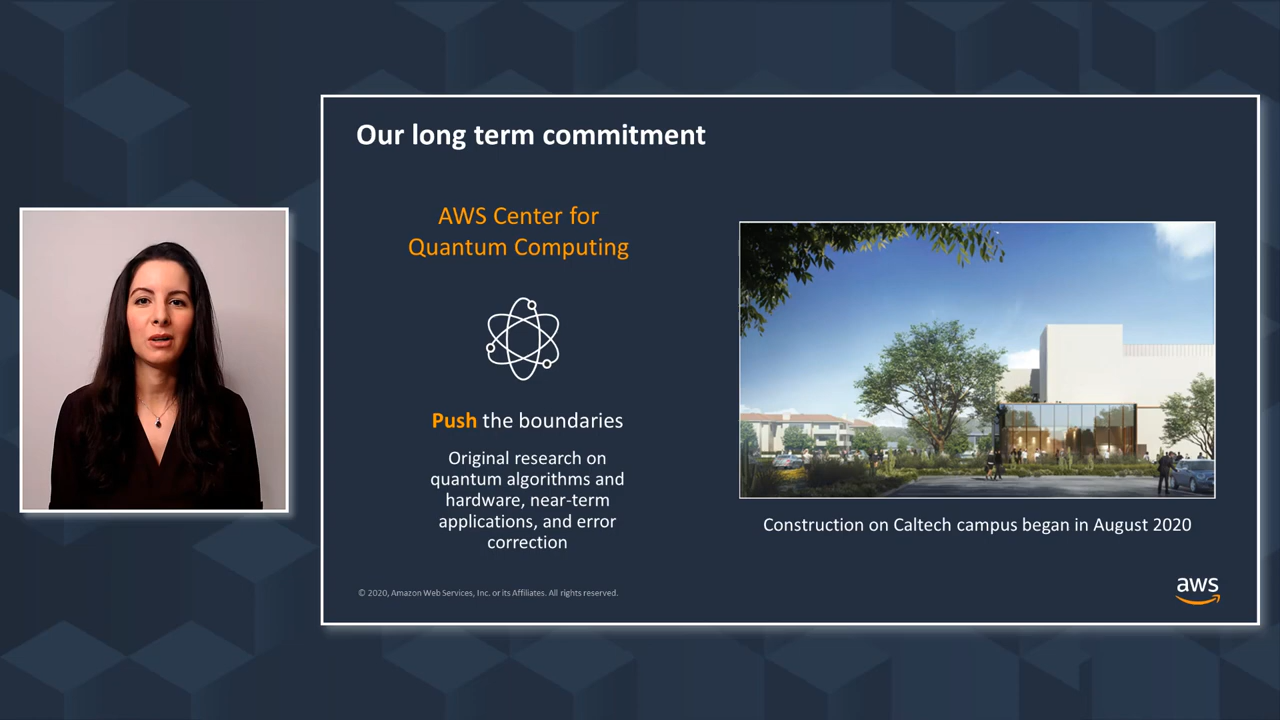 Our long term commitment
AWS Center for
Quantum Computing
Push the boundaries
Original research on
quantum algorithms and
hardware, near-term
applications, and error
correction
Construction on Caltech campus began in August 2020
© 2020, Amazon Web Services, Inc. or its Affiliates. All rights reserved.
aws